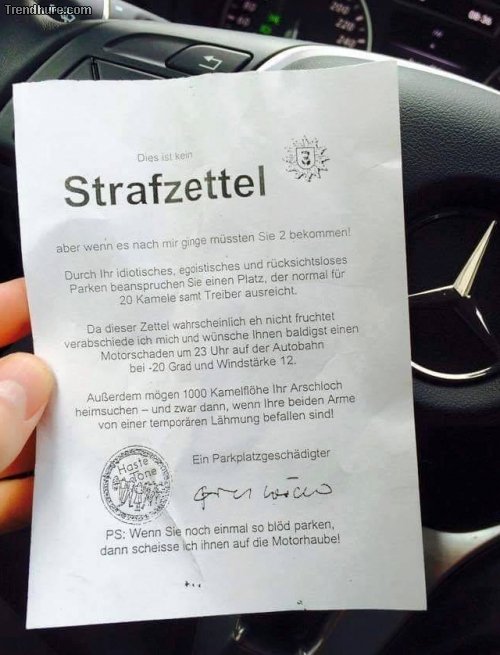 Trendhure.com
08:36
Dies ist kein
Strafzettel
aber wenn es nach mir ginge müssten Sie 2 bekommen!
Durch Ihr idiotisches, egoistisches und rücksichtsloses
Parken beanspruchen Sie einen Platz, der normal für
20 Kamele samt Treiber ausreicht.
Da dieser Zettel wahrscheinlich eh nicht fruchtet
verabschiede ich mich und wünsche Ihnen baldigst einen
Motorschaden um 23 Uhr auf der Autobahn
bei -20 Grad und Windstärke 12.
Außerdem mögen 1000 Kamelflöhe Ihr Arschloch
heimsuchen – und zwar dann, wenn Ihre beiden Arme
von einer temporären Lähmung befallen sind!
Haste
Töne
Ein Parkplatzgeschädigter
PS: Wenn Sie noch einmal so blöd parken,
dann scheisse ich ihnen auf die Motorhaube!